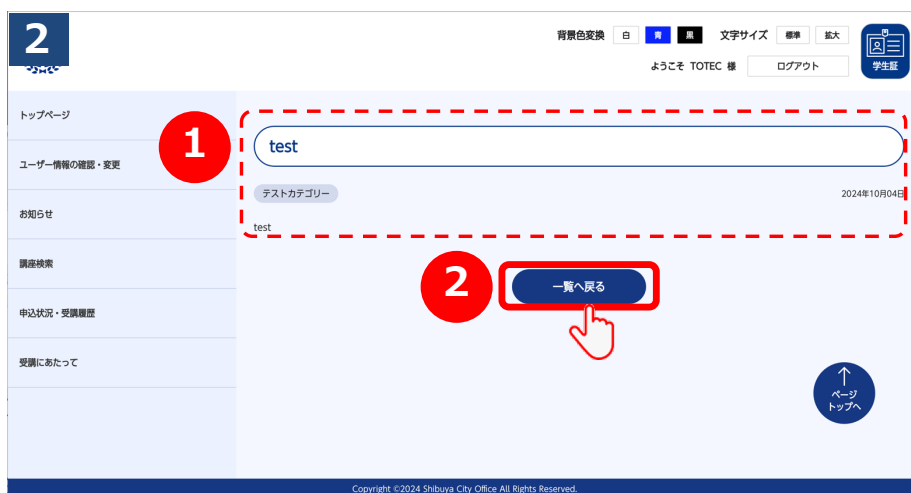 2
背景色変換 白 青 黒 文字サイズ 標準 拡大
ようこそ TOTEC 様 ログアウト
学生証
トップページ
ユーザー情報の確認・変更
お知らせ
講座検索
申込状況・受講履歴
受講にあたって
1
test
テストカテゴリー 2024年10月04日
test
2
一覧へ戻る
ページ
トップへ
Copyright ©2024 Shibuya City Office All Rights Reserved.